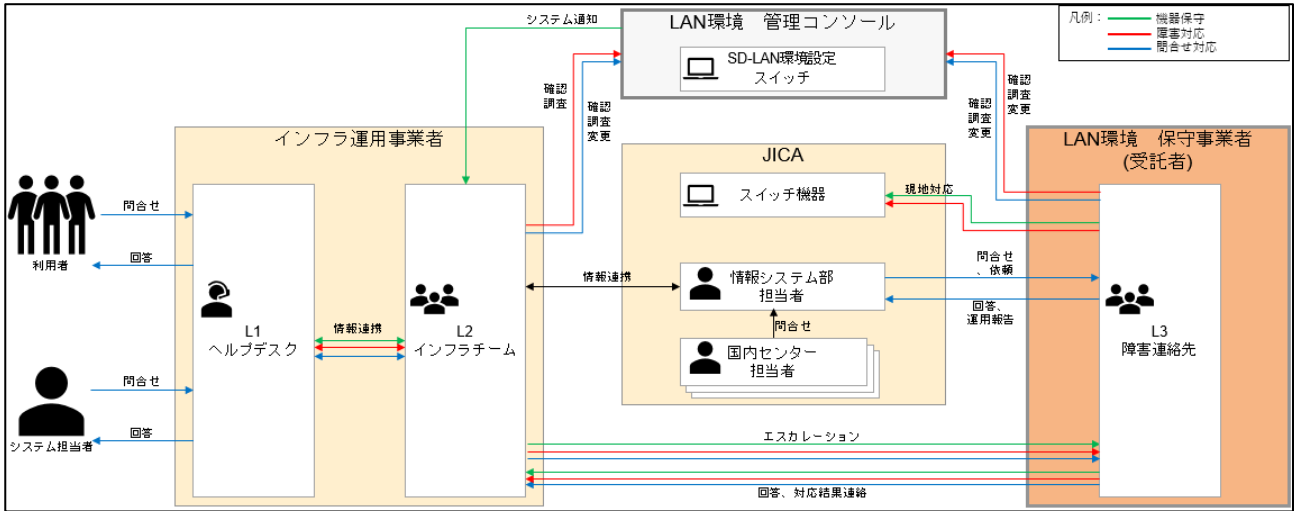 システム通知
LAN環境　管理コンソール
SD-LAN環境設定
スイッチ
凡例：
機器保守
障害対応
問合せ対応
確認
調査
確認
調査
変更
確認
調査
変更
確認
調査
変更
インフラ運用事業者
JICA
LAN環境　保守事業者
(受託者)
スイッチ機器
現地対応
問合せ
回答
利用者
L1
ヘルプデスク
情報連携
L2
インフラチーム
情報連携
情報システム部
担当者
問合せ
国内センター
担当者
問合せ
、依頼
回答、
運用報告
L3
障害連絡先
問合せ
回答
システム担当者
エスカレーション
回答、対応結果連絡